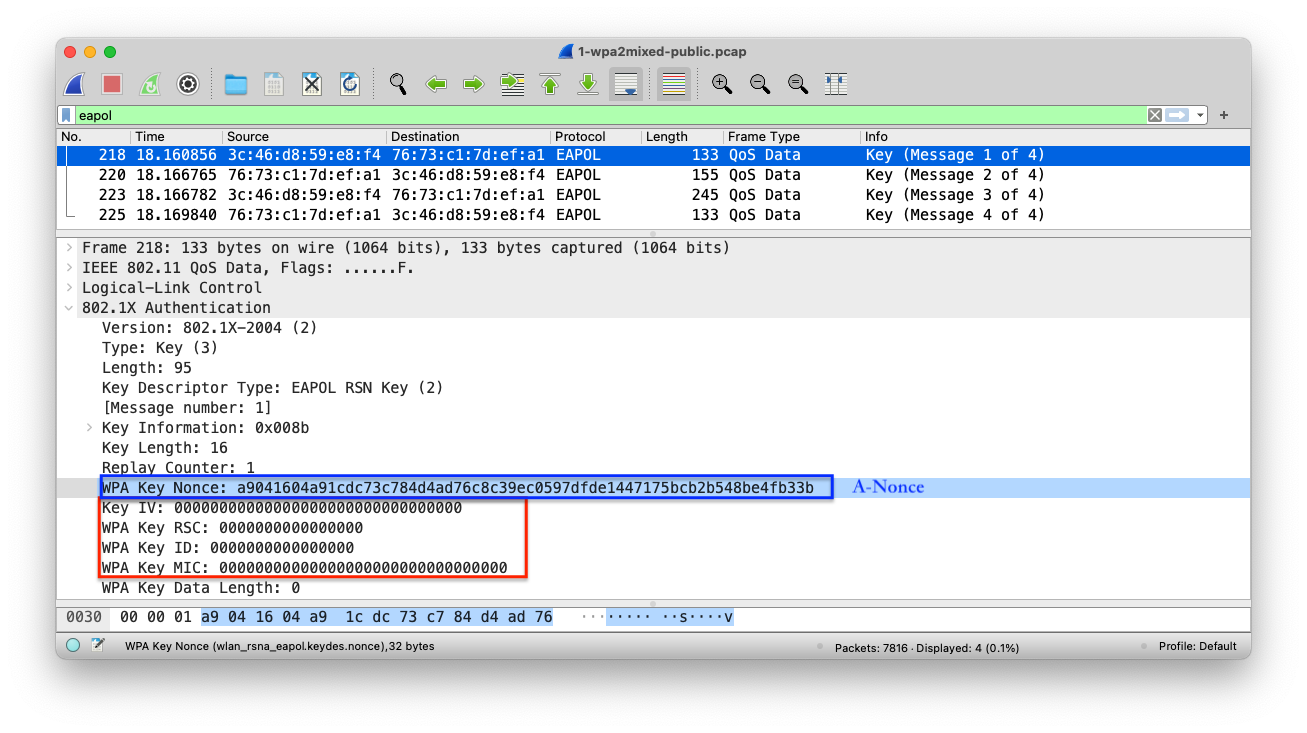 1-wpa2mixed-public.pcap
eapol
No. Time Source Destination Protocol Length Frame Type Info
218 18.160856 3c:46:d8:59:e8:f4 76:73:c1:7d:ef:a1 EAPOL 133 QoS Data Key (Message 1 of 4)
220 18.166765 76:73:c1:7d:ef:a1 3c:46:d8:59:e8:f4 EAPOL 155 QoS Data Key (Message 2 of 4)
223 18.166782 3c:46:d8:59:e8:f4 76:73:c1:7d:ef:a1 EAPOL 245 QoS Data Key (Message 3 of 4)
225 18.169840 76:73:c1:7d:ef:a1 3c:46:d8:59:e8:f4 EAPOL 133 QoS Data Key (Message 4 of 4)
Frame 218: 133 bytes on wire (1064 bits), 133 bytes captured (1064 bits)
IEEE 802.11 QoS Data, Flags: ......F.
Logical-Link Control
802.1X Authentication
Version: 802.1X-2004 (2)
Type: Key (3)
Length: 95
Key Descriptor Type: EAPOL RSN Key (2)
[Message number: 1]
Key Information: 0x008b
Key Length: 16
Replay Counter: 1
WPA Key Nonce: a9041604a91cdc73c784d4ad76c8c39ec0597dfde1447175bcb2b548be4fb33b A-Nonce
Key IV: 00000000000000000000000000000000
WPA Key RSC: 0000000000000000
WPA Key ID: 0000000000000000
WPA Key MIC: 00000000000000000000000000000000
WPA Key Data Length: 0
0030 00 00 01 a9 04 16 04 a9 1c dc 73 c7 84 d4 ad 76 ········ ··s····v
WPA Key Nonce (wlan_rsna_eapol.keydes.nonce),32 bytes Packets: 7816 · Displayed: 4 (0.1%) Profile: Default